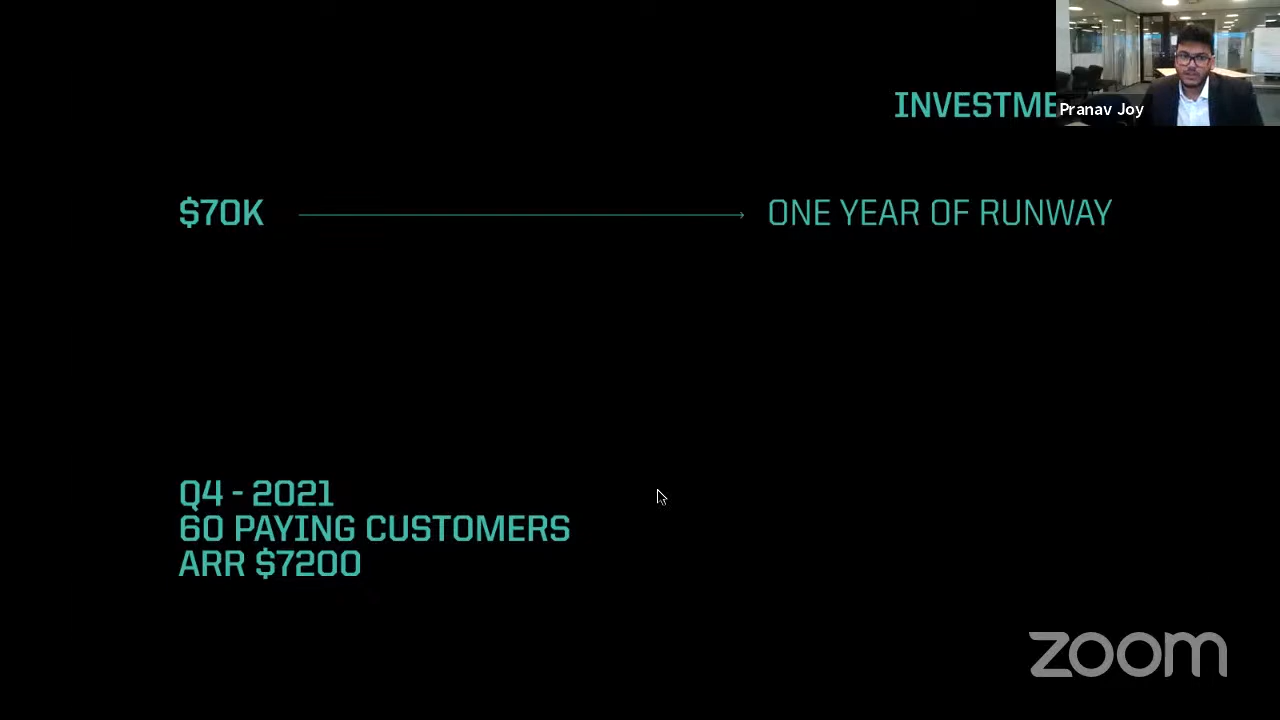 INVESTME
Pranav Joy
$70K
ONE YEAR OF RUNWAY
Q4 - 2021
60 PAYING CUSTOMERS
ARR $7200
zoom